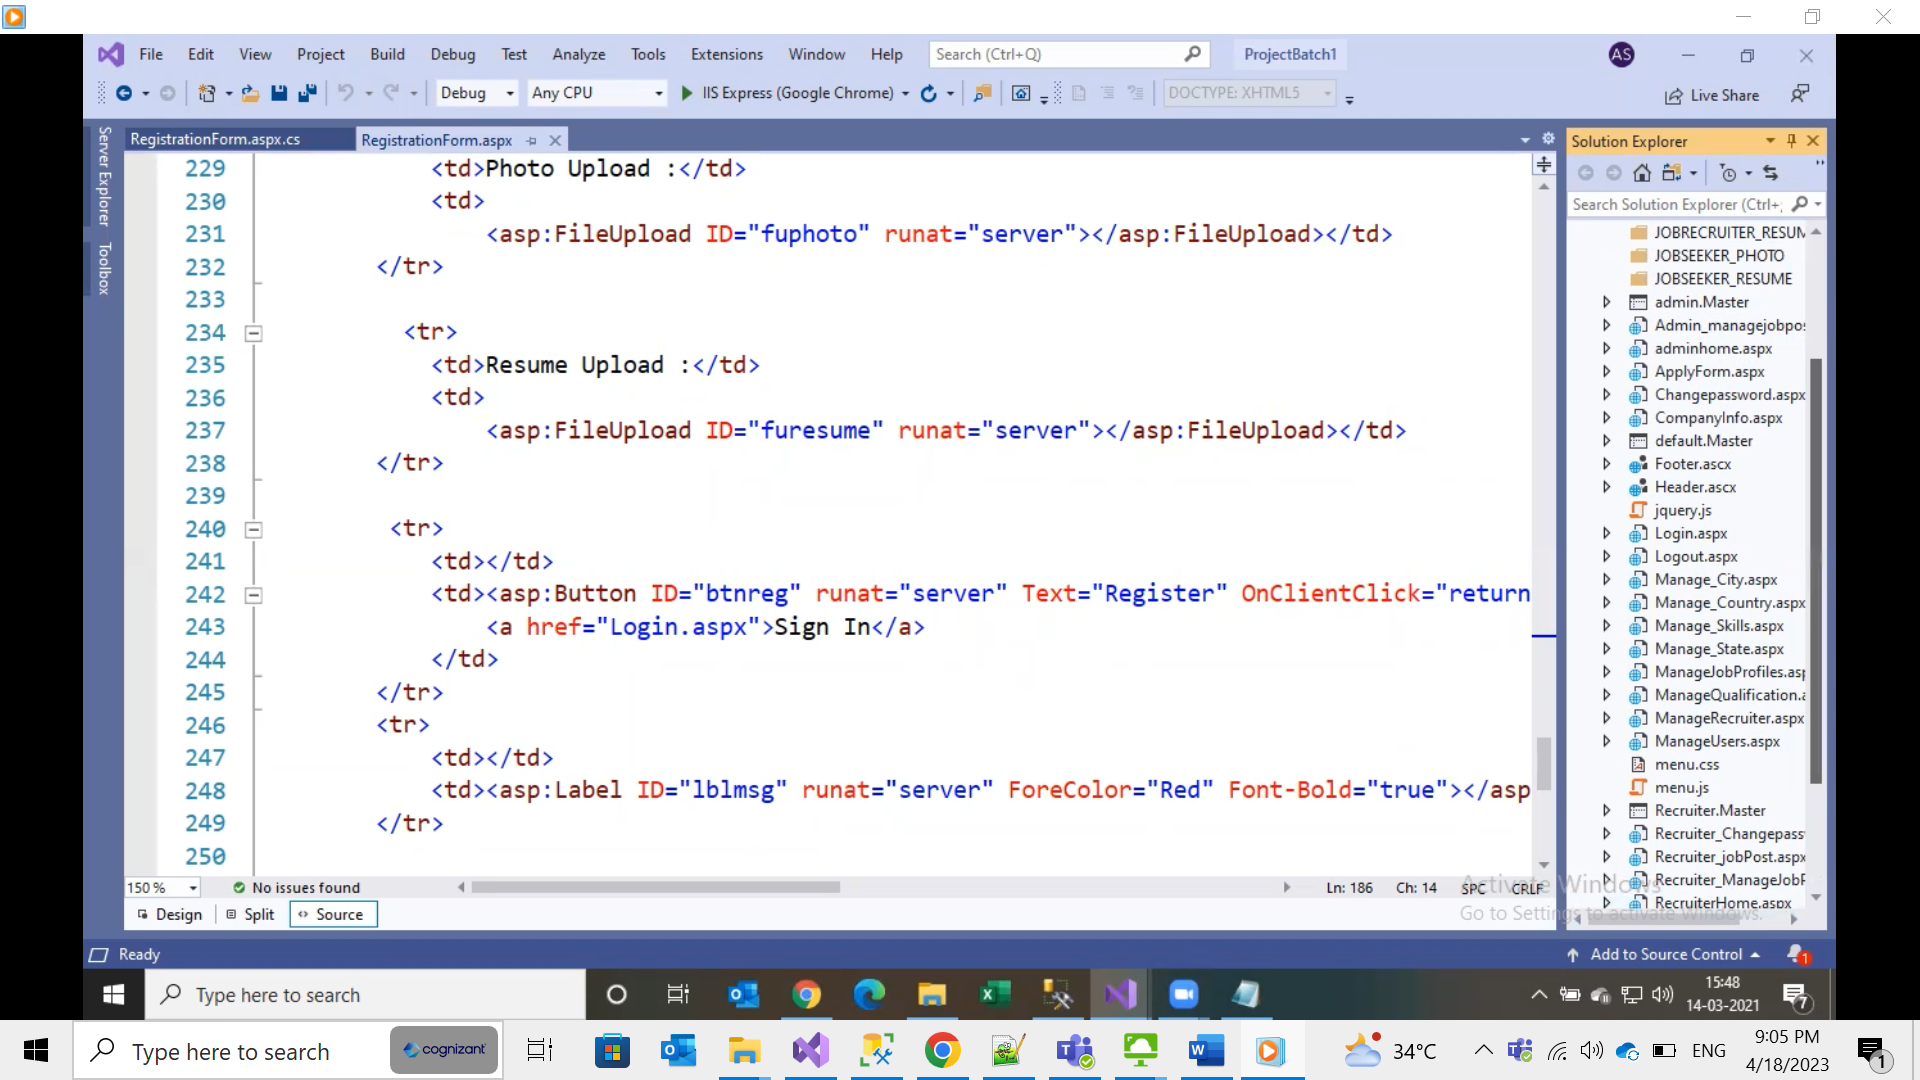 File Edit View Project Build Debug Test Analyze Tools Extensions Window Help Search (Ctrl+Q) ProjectBatch1 AS
Debug Any CPU IIS Express (Google Chrome) DOCTYPE: XHTML5 Live Share
Server Explorer
Toolbox
RegistrationForm.aspx.cs RegistrationForm.aspx
229 <td>Photo Upload :</td>
230 <td>
231 <asp:FileUpload ID="fuphoto" runat="server"></asp:FileUpload></td>
232 </tr>
233
234 <tr>
235 <td>Resume Upload :</td>
236 <td>
237 <asp:FileUpload ID="furesume" runat="server"></asp:FileUpload></td>
238 </tr>
239
240 <tr>
241 <td></td>
242 <td><asp:Button ID="btnreg" runat="server" Text="Register" OnClientClick="return
243 <a href="Login.aspx">Sign In</a>
244 </td>
245 </tr>
246 <tr>
247 <td></td>
248 <td><asp:Label ID="lblmsg" runat="server" ForeColor="Red" Font-Bold="true"></asp
249 </tr>
250
150 % No issues found Ln: 186 Ch: 14 SPC CRLF
Design Split Source
Solution Explorer
Search Solution Explorer (Ctrl+;
JOBRECRUITER_RESUM
JOBSEEKER_PHOTO
JOBSEEKER_RESUME
admin.Master
Admin_managejobpos
adminhome.aspx
ApplyForm.aspx
Changepassword.aspx
CompanyInfo.aspx
default.Master
Footer.ascx
Header.ascx
jquery.js
Login.aspx
Logout.aspx
Manage_City.aspx
Manage_Country.aspx
Manage_Skills.aspx
Manage_State.aspx
ManageJobProfiles.asp
ManageQualification.a
ManageRecruiter.aspx
ManageUsers.aspx
menu.css
menu.js
Recruiter.Master
Recruiter_Changepass
Recruiter_jobPost.aspx
Recruiter_ManageJobP
RecruiterHome.aspx
Activate Windows
Go to Settings to activate Windows.
Ready Add to Source Control 1
Type here to search 15:48
14-03-2021 7
Type here to search cognizant 34°C ENG 9:05 PM
4/18/2023 1